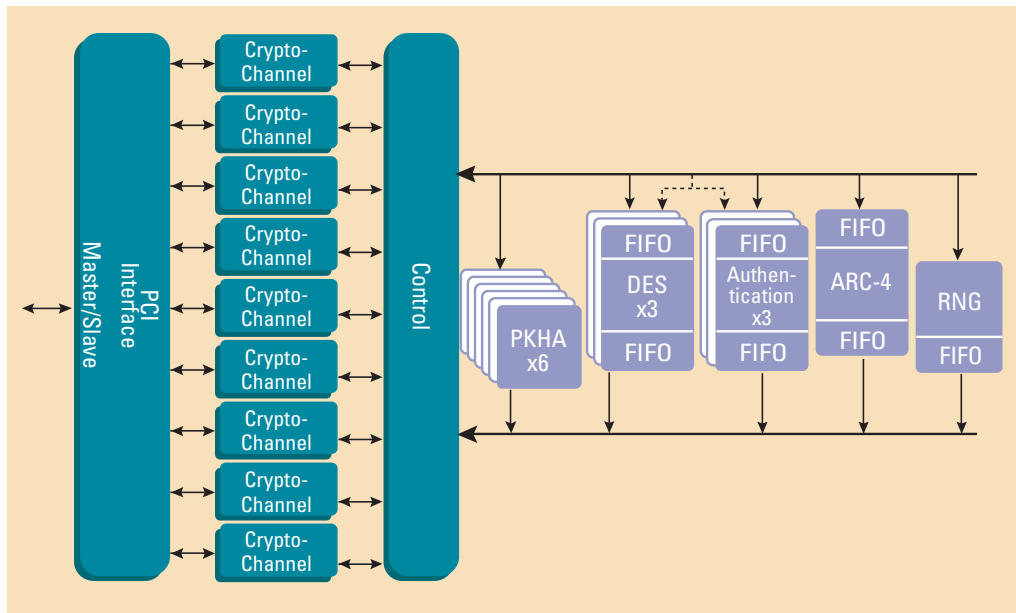 PCI
Interface
Master/Slave
Crypto-
Channel
Crypto-
Channel
Crypto-
Channel
Crypto-
Channel
Crypto-
Channel
Crypto-
Channel
Crypto-
Channel
Crypto-
Channel
Crypto-
Channel
Control
PKHA
x6
FIFO
DES
x3
FIFO
FIFO
Authen-
tication
x3
FIFO
FIFO
ARC-4
FIFO
RNG
FIFO